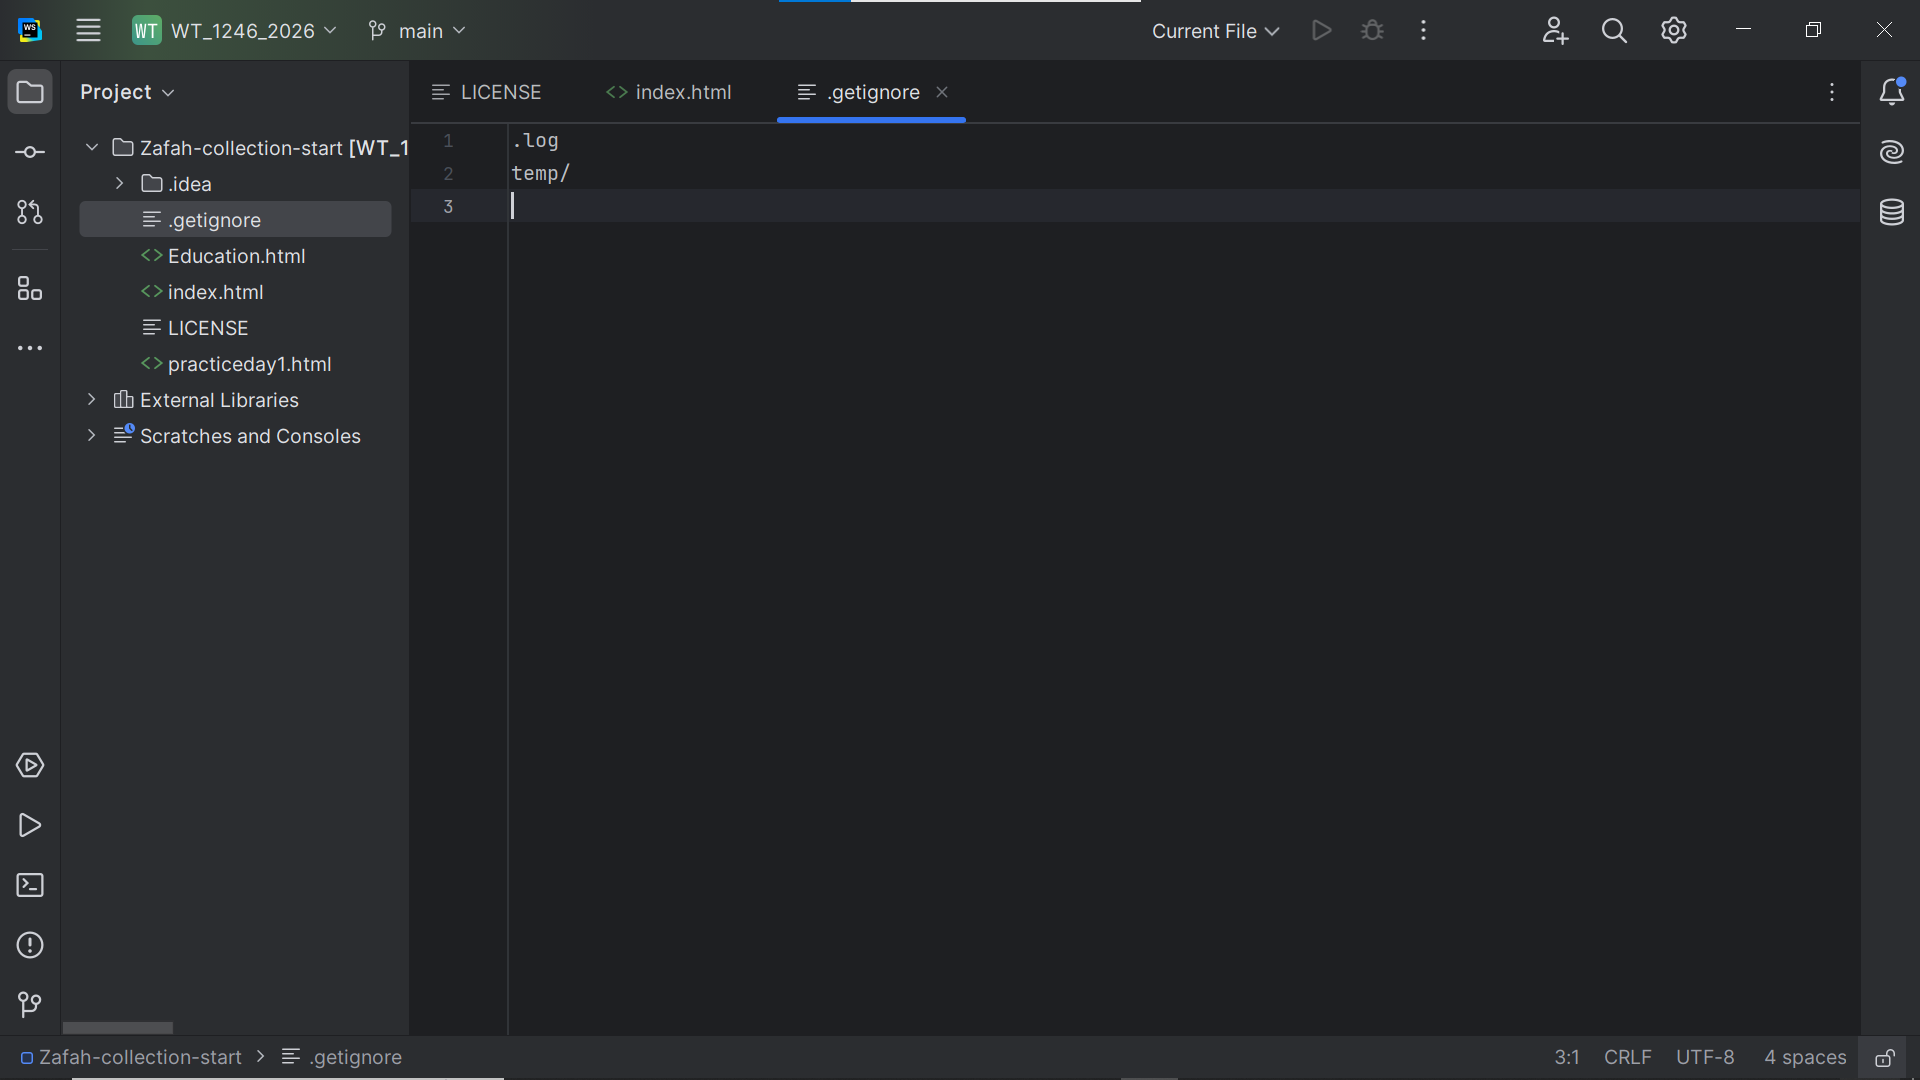 WS
WT WT_1246_2026
main
Current File
Project
LICENSE
index.html
.getignore
Zafah-collection-start [WT_1
.idea
.getignore
Education.html
index.html
LICENSE
practiceday1.html
External Libraries
Scratches and Consoles
1 .log
2 temp/
3
Zafah-collection-start > .getignore
3:1 CRLF UTF-8 4 spaces